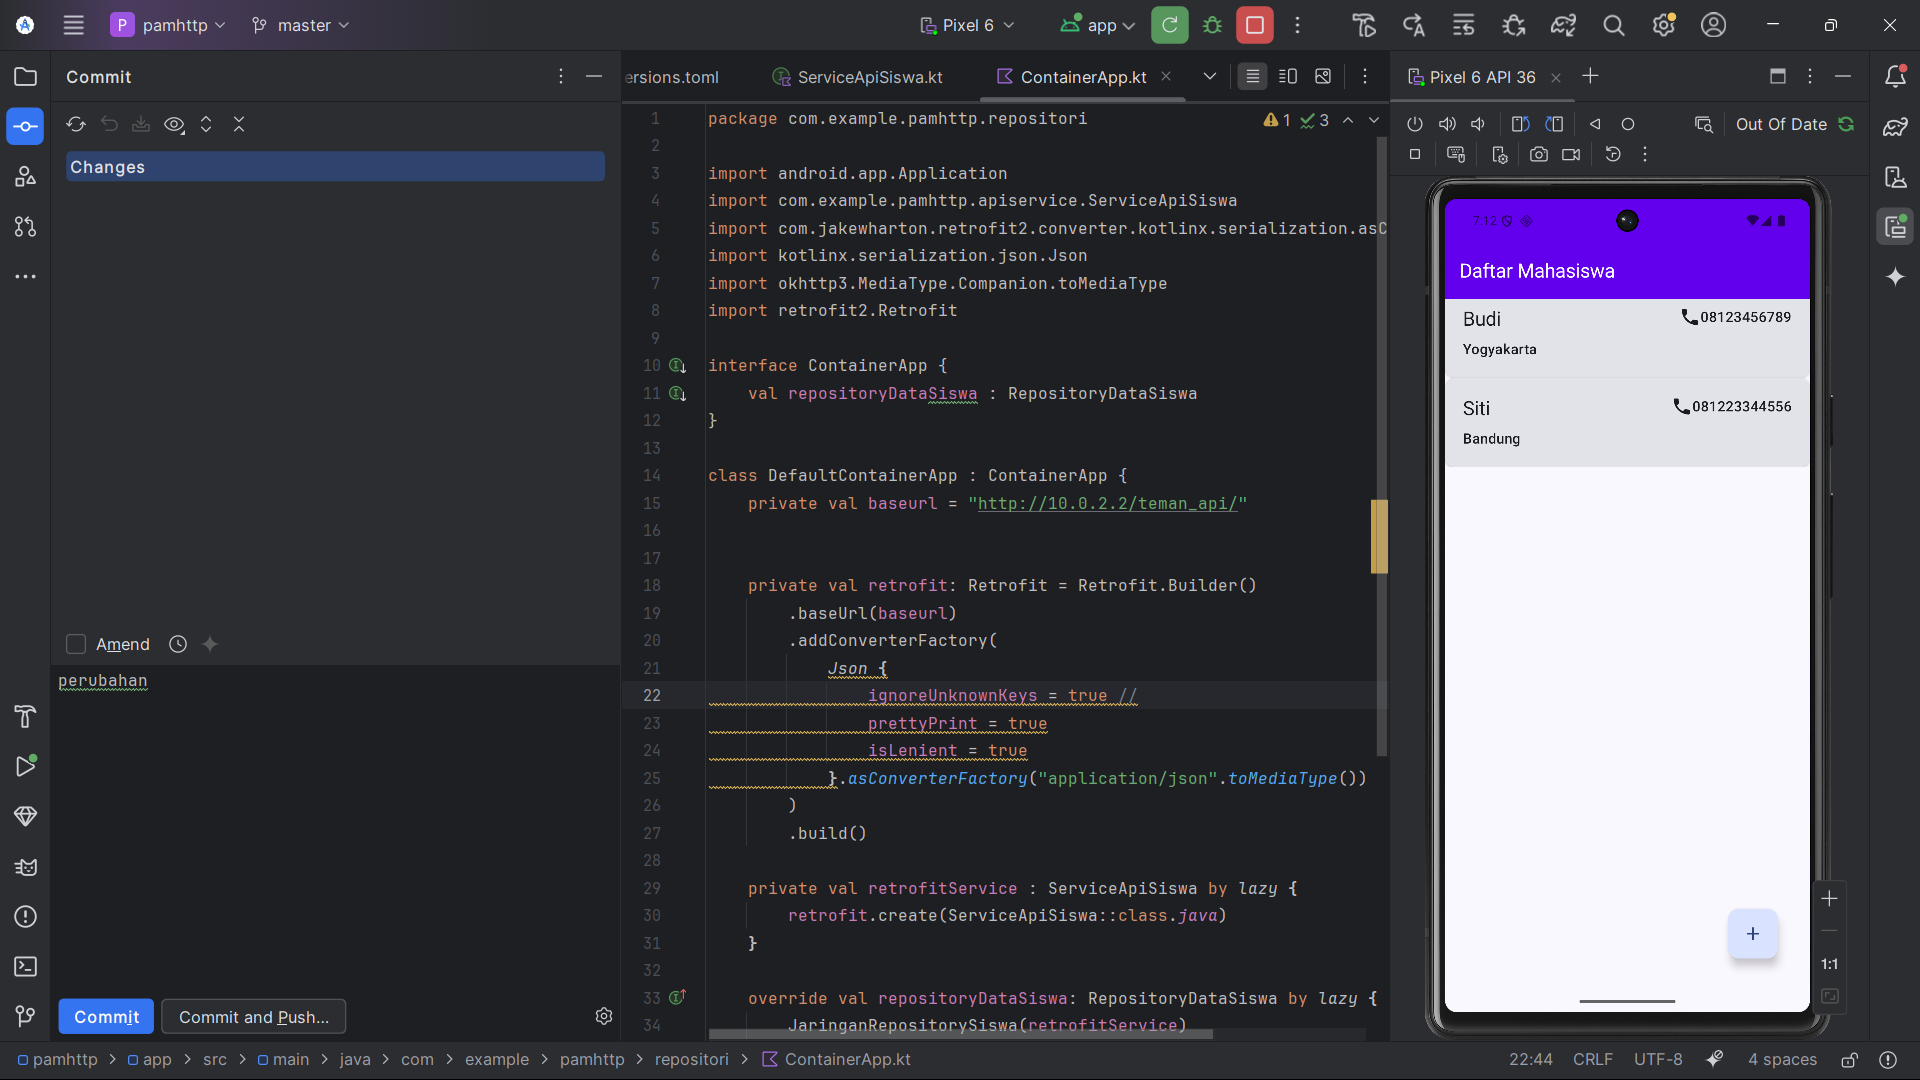 P pamhttp master Pixel 6 app
Commit
Changes
Amend
perubahan
Commit Commit and Push...
ersions.toml ServiceApiSiswa.kt ContainerApp.kt
1 3
1 package com.example.pamhttp.repositori
2
3 import android.app.Application
4 import com.example.pamhttp.apiservice.ServiceApiSiswa
5 import com.jakewharton.retrofit2.converter.kotlinx.serialization.asC
6 import kotlinx.serialization.json.Json
7 import okhttp3.MediaType.Companion.toMediaType
8 import retrofit2.Retrofit
9
10 interface ContainerApp {
11 val repositoryDataSiswa : RepositoryDataSiswa
12 }
13
14 class DefaultContainerApp : ContainerApp {
15 private val baseurl = "http://10.0.2.2/teman_api/"
16
17
18 private val retrofit: Retrofit = Retrofit.Builder()
19 .baseUrl(baseurl)
20 .addConverterFactory(
21 Json {
22 ignoreUnknownKeys = true //
23 prettyPrint = true
24 isLenient = true
25 }.asConverterFactory("application/json".toMediaType())
26 )
27 .build()
28
29 private val retrofitService : ServiceApiSiswa by lazy {
30 retrofit.create(ServiceApiSiswa::class.java)
31 }
32
33 override val repositoryDataSiswa: RepositoryDataSiswa by lazy {
34 JaringanRepositorySiswa(retrofitService)
Pixel 6 API 36
Out Of Date
7:12
Daftar Mahasiswa
Budi 08123456789
Yogyakarta
Siti 081223344556
Bandung
+
1:1
pamhttp > app > src > main > java > com > example > pamhttp > repositori > ContainerApp.kt
22:44 CRLF UTF-8 4 spaces